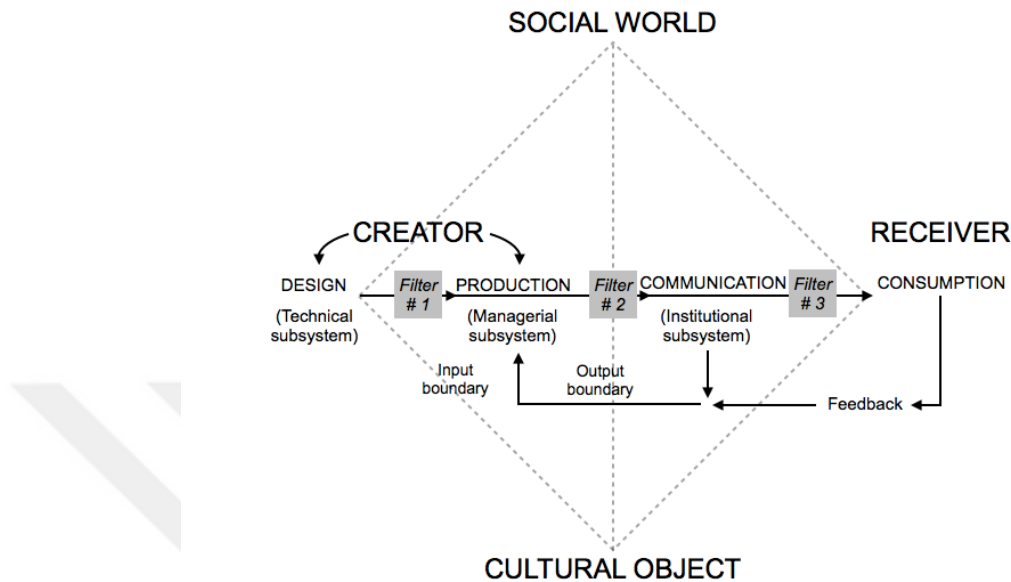 SOCIAL WORLD
CREATOR
RECEIVER
DESIGN
Filter
# 1
PRODUCTION
Filter
# 2
COMMUNICATION
Filter
# 3
CONSUMPTION
(Technical
subsystem)
(Managerial
subsystem)
(Institutional
subsystem)
Input
boundary
Output
boundary
Feedback
CULTURAL OBJECT